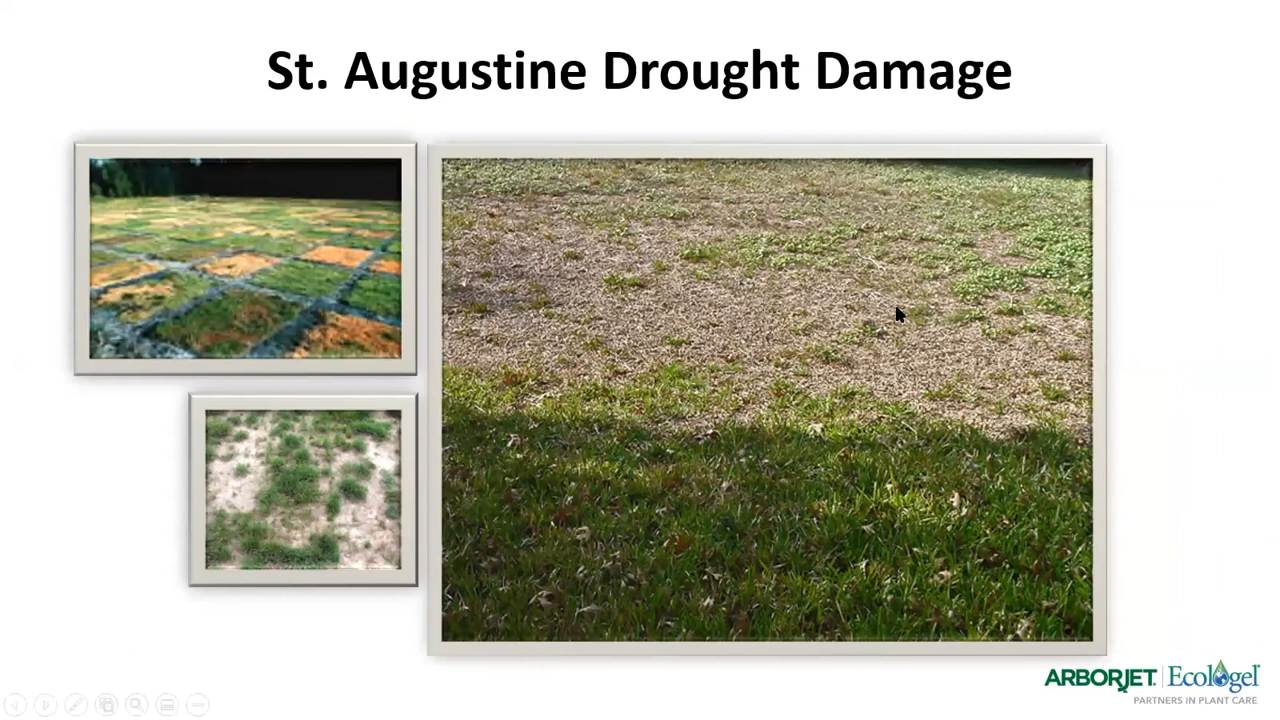 St. Augustine Drought Damage
ARBORJET | Ecologel
PARTNERS IN PLANT CARE